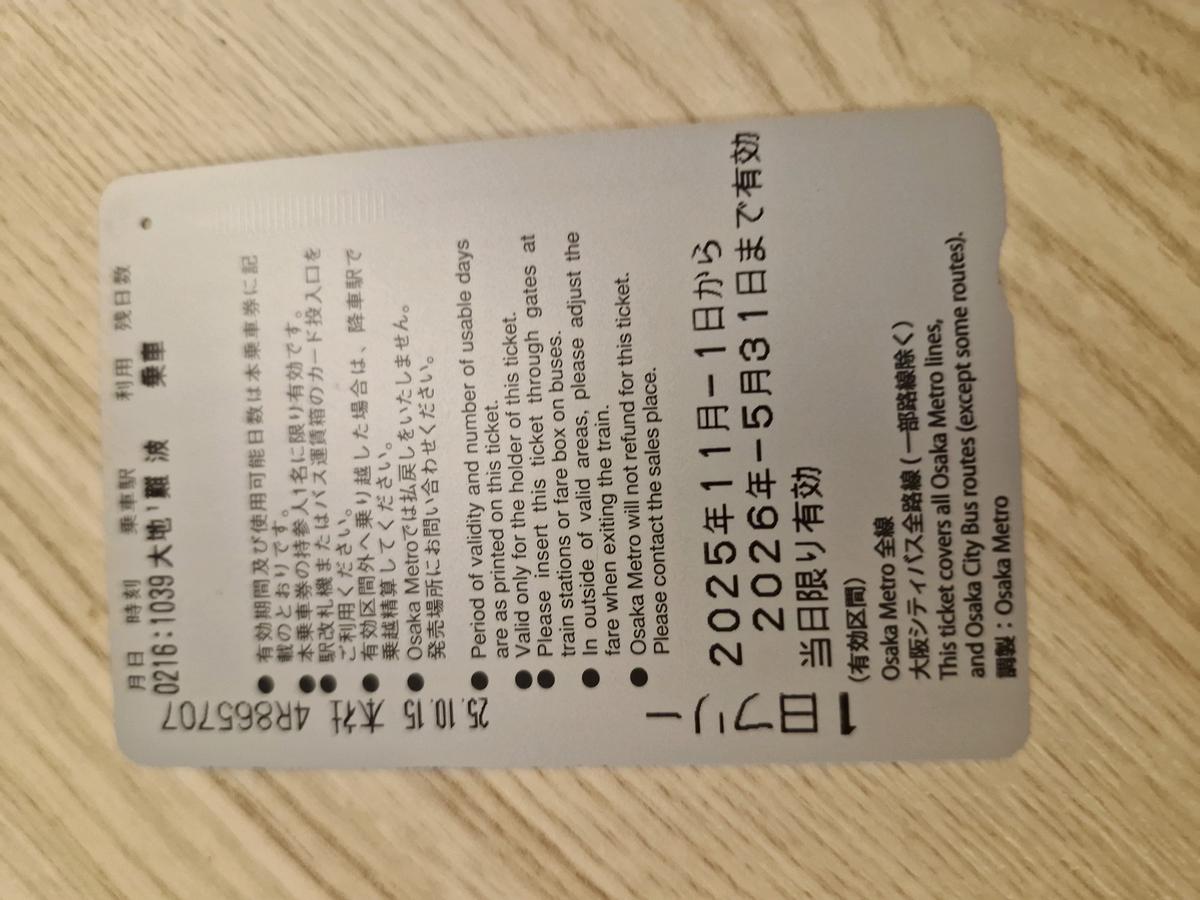 月日 時刻 乗車駅 利用 残日数
0216:1039 大地'難 波 乗車
● 有効期間及び使用可能日数は本乗車券に記
載のとおりです。
● 本乗車券の持参人1名に限り有効です。
● 駅改札機またはバス運賃箱のカード投入口を
ご利用ください。
● 有効区間外へ乗り越した場合は、降車駅で
乗越精算してください。
● Osaka Metroでは払戻しをいたしません。
発売場所にお問い合わせください。
● Period of validity and number of usable days
are as printed on this ticket.
● Valid only for the holder of this ticket.
● Please insert this ticket through gates at
train stations or fare box on buses.
● In outside of valid areas, please adjust the
fare when exiting the train.
● Osaka Metro will not refund for this ticket.
Please contact the sales place.
2025年11月-1日から
2026年-5月31日まで有効
当日限り有効
(有効区間)
Osaka Metro 全線
大阪シティバス全路線(一部路線除く)
This ticket covers all Osaka Metro lines,
and Osaka City Bus routes (except some routes).
調製:Osaka Metro
4R865707
本社
25.10.15